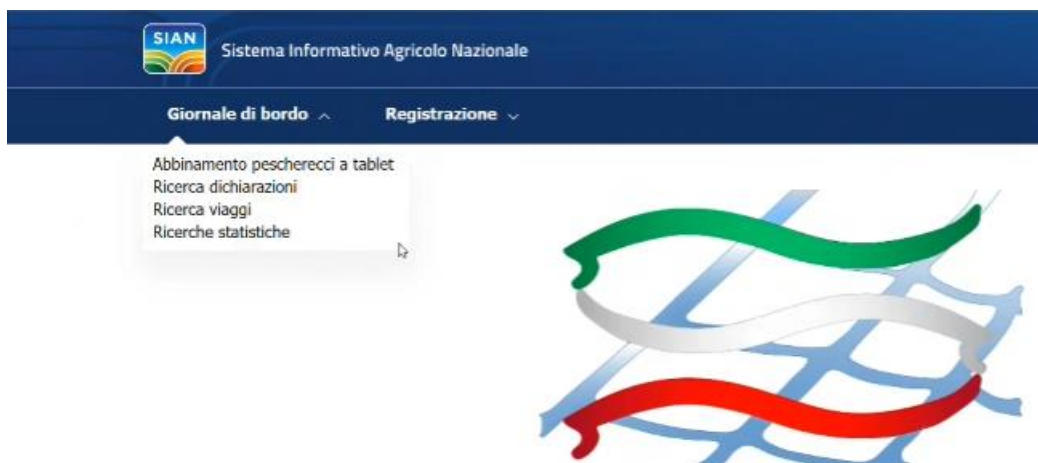 SIAN
Sistema Informativo Agricolo Nazionale
Giornale di bordo Registrazione
Abbinamento pescherecci a tablet
Ricerca dichiarazioni
Ricerca viaggi
Ricerche statistiche